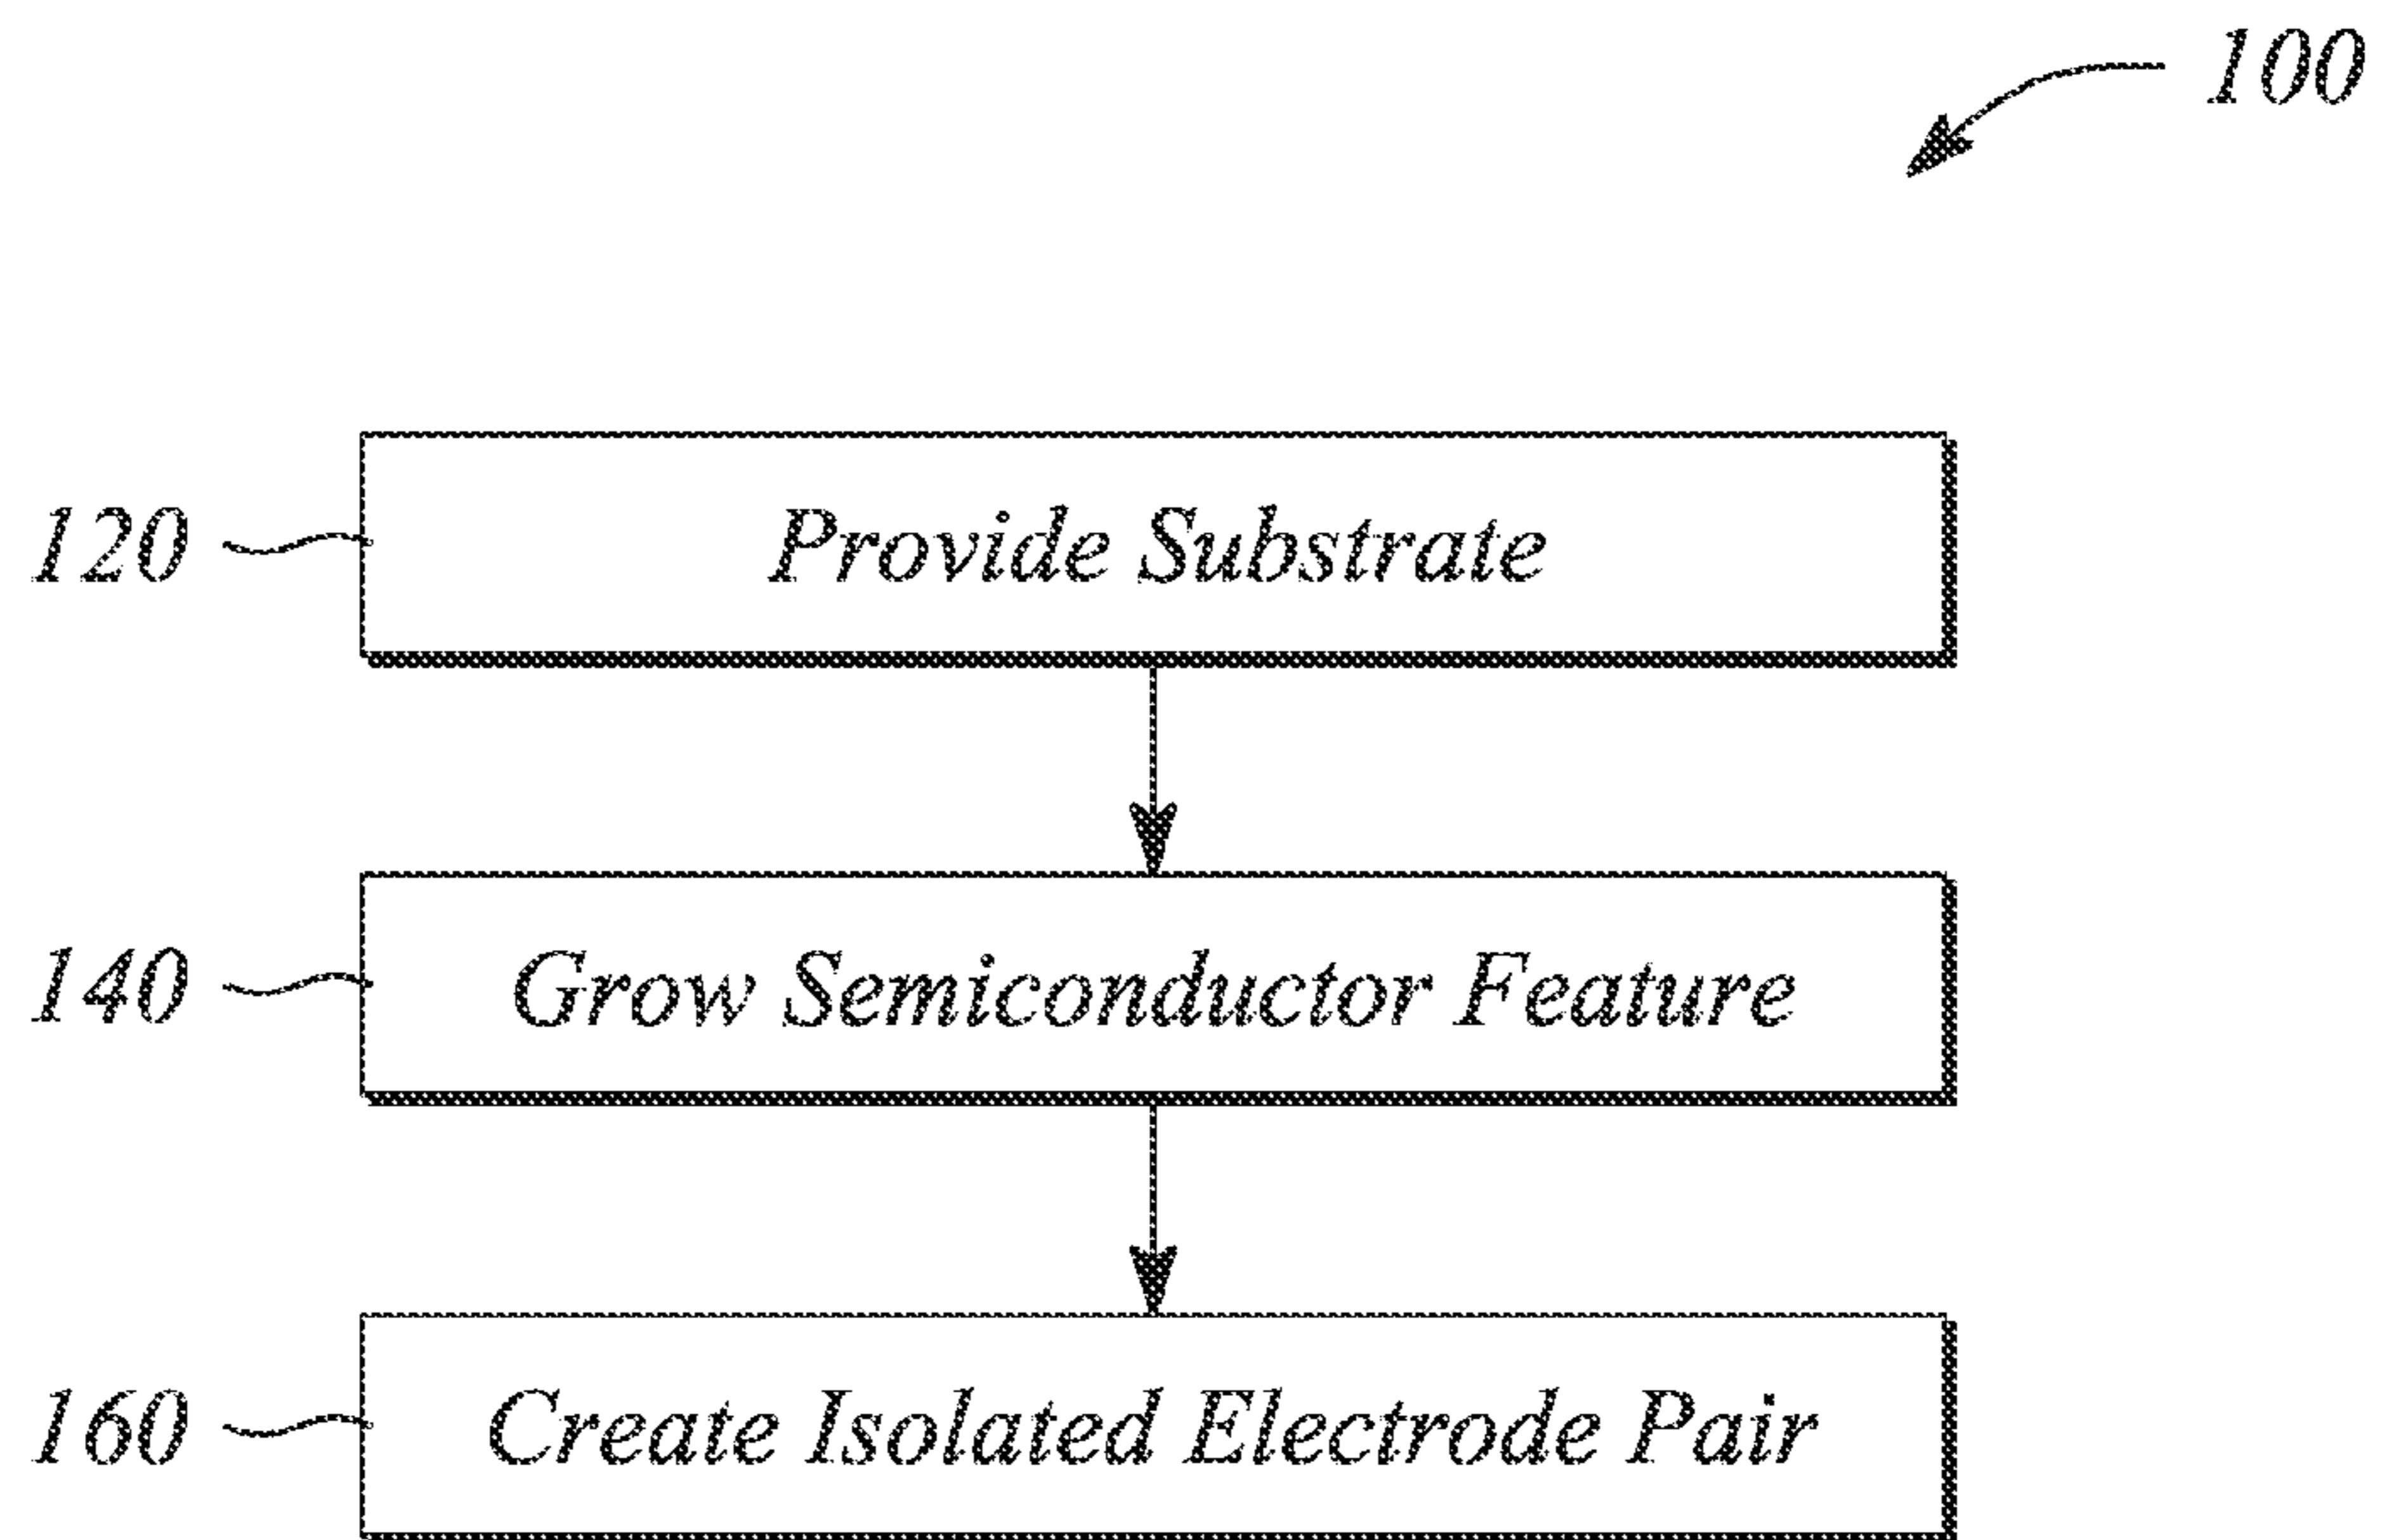 100
120 Provide Substrate
140 Grow Semiconductor Feature
160 Create Isolated Electrode Pair